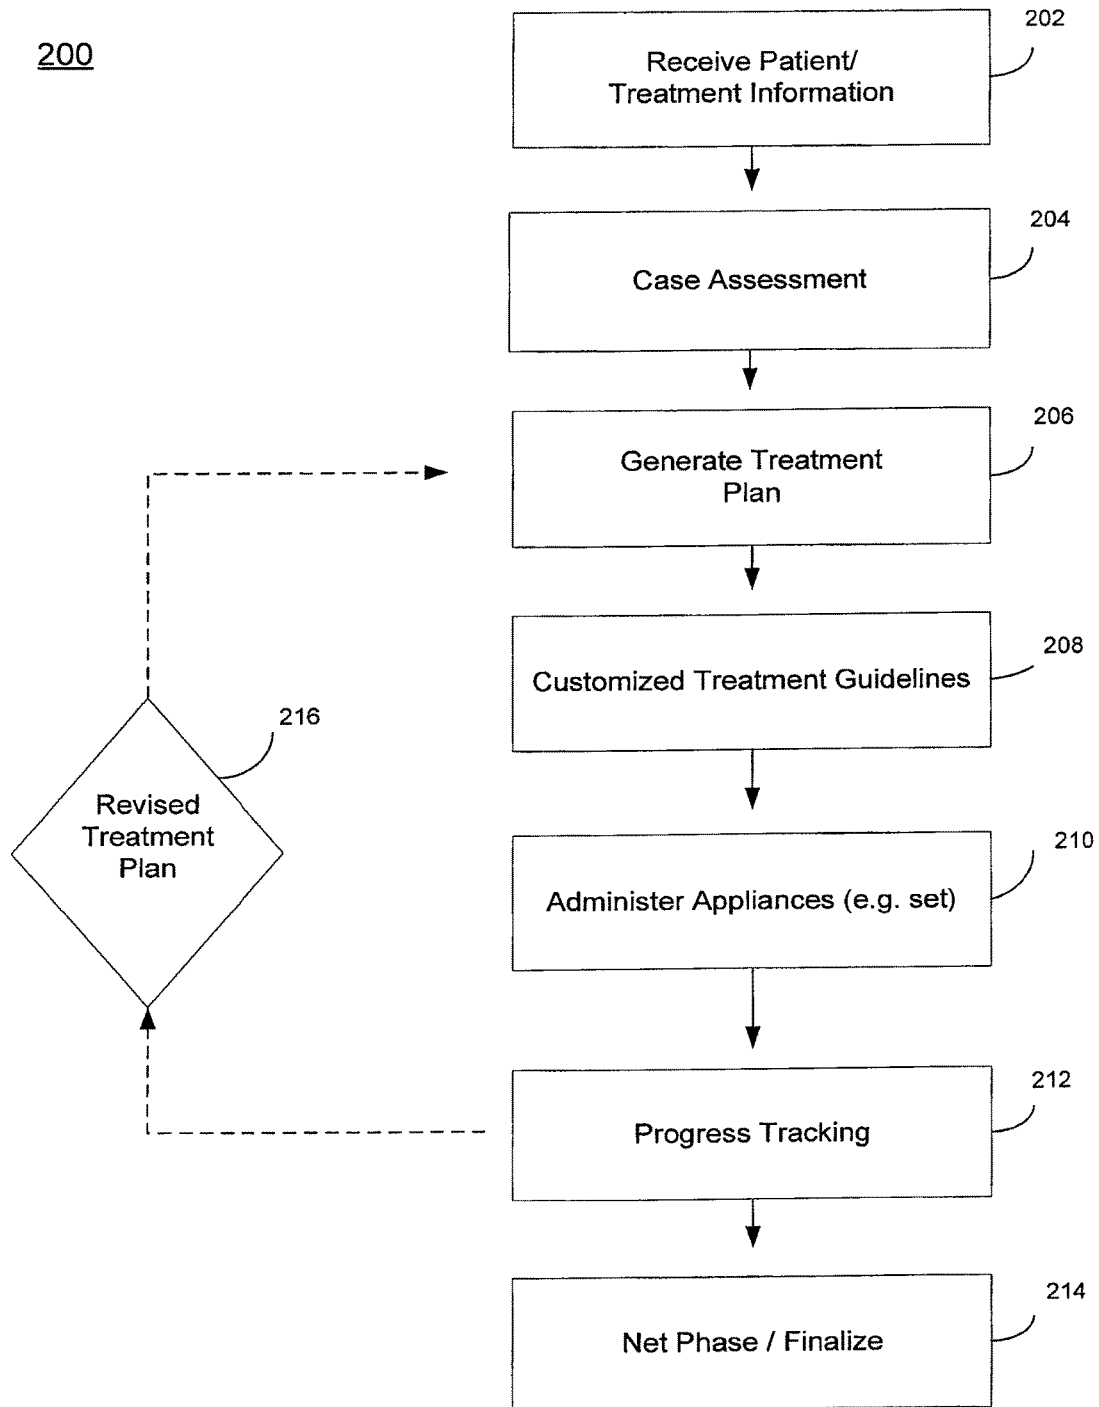 200
202
Receive Patient/
Treatment Information
204
Case Assessment
206
Generate Treatment
Plan
208
Customized Treatment Guidelines
216
Revised
Treatment
Plan
210
Administer Appliances (e.g. set)
212
Progress Tracking
214
Net Phase / Finalize